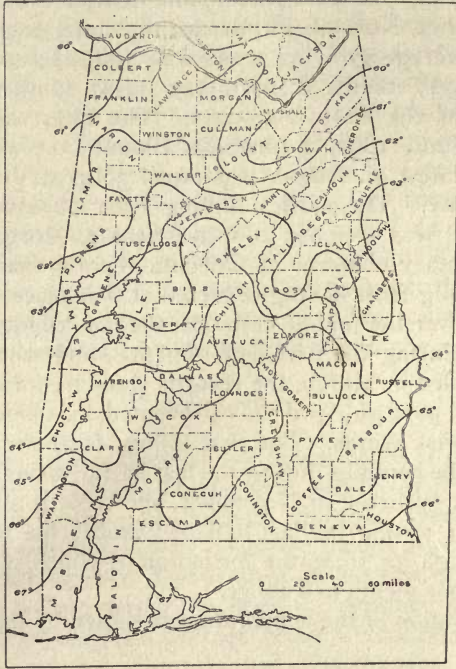 LAUDERDALE
MADISON
JACKSON
60°
COLBERT
LAWRENCE
60°
FRANKLIN
MORGAN
MARSHALL
DE KALB
61°
61°
CULLMAN
CHEROKEE
MARION
WINSTON
ETOWAH
62°
BLOUNT
LAMAR
WALKER
SAINT CLAIR
CALHOUN
CLEBURNE
63°
FAYETTE
JEFFERSON
TALLADEGA
PICKENS
TUSCALOOSA
SHELBY
CLAY
RANDOLPH
62°
63°
GREENE
HALE
BIBB
CHILTON
COOSA
TALLAPOOSA
CHAMBERS
SUMTER
PERRY
AUTAUCA
ELMORE
LEE
64°
MACON
MARENGO
DALLAS
LOWNDES
MONTGOMERY
BULLOCK
RUSSELL
CHOCTAW
WILCOX
65°
64°
CLARKE
BUTLER
CRENSHAW
PIKE
BARBOUR
65°
MONROE
COFFEE
DALE
HENRY
WASHINGTON
CONECUH
COVINGTON
66°
66°
ESCAMBIA
GENEVA
HOUSTON
67°
67°
MOBILE
BALDWIN
Scale
0 20 40 60 miles